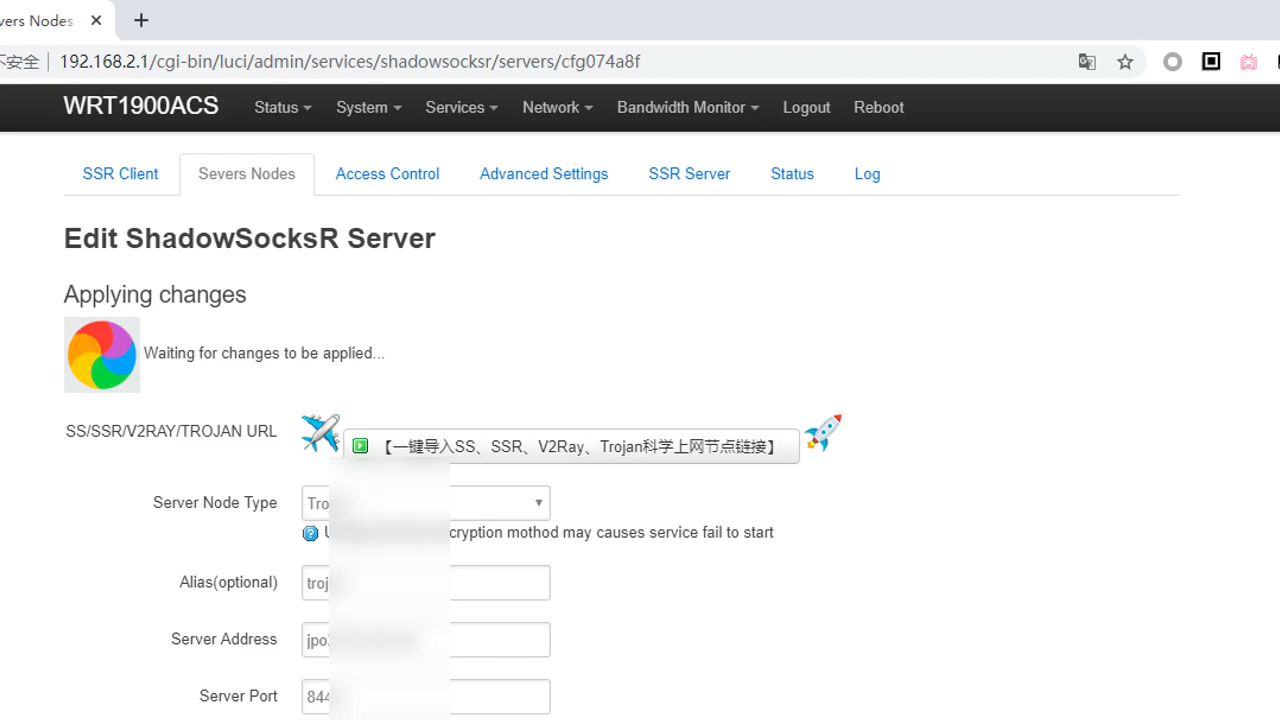 vers Nodes
不安全 192.168.2.1/cgi-bin/luci/admin/services/shadowsocksr/servers/cfg074a8f
WRT1900ACS Status System Services Network Bandwidth Monitor Logout Reboot
SSR Client Severs Nodes Access Control Advanced Settings SSR Server Status Log
Edit ShadowSocksR Server
Applying changes
Waiting for changes to be applied...
SS/SSR/V2RAY/TROJAN URL 【一键导入SS、SSR、V2Ray、Trojan科学上网节点链接】
Server Node Type Tro
cryption mothod may causes service fail to start
Alias(optional) troj
Server Address jpo
Server Port 844